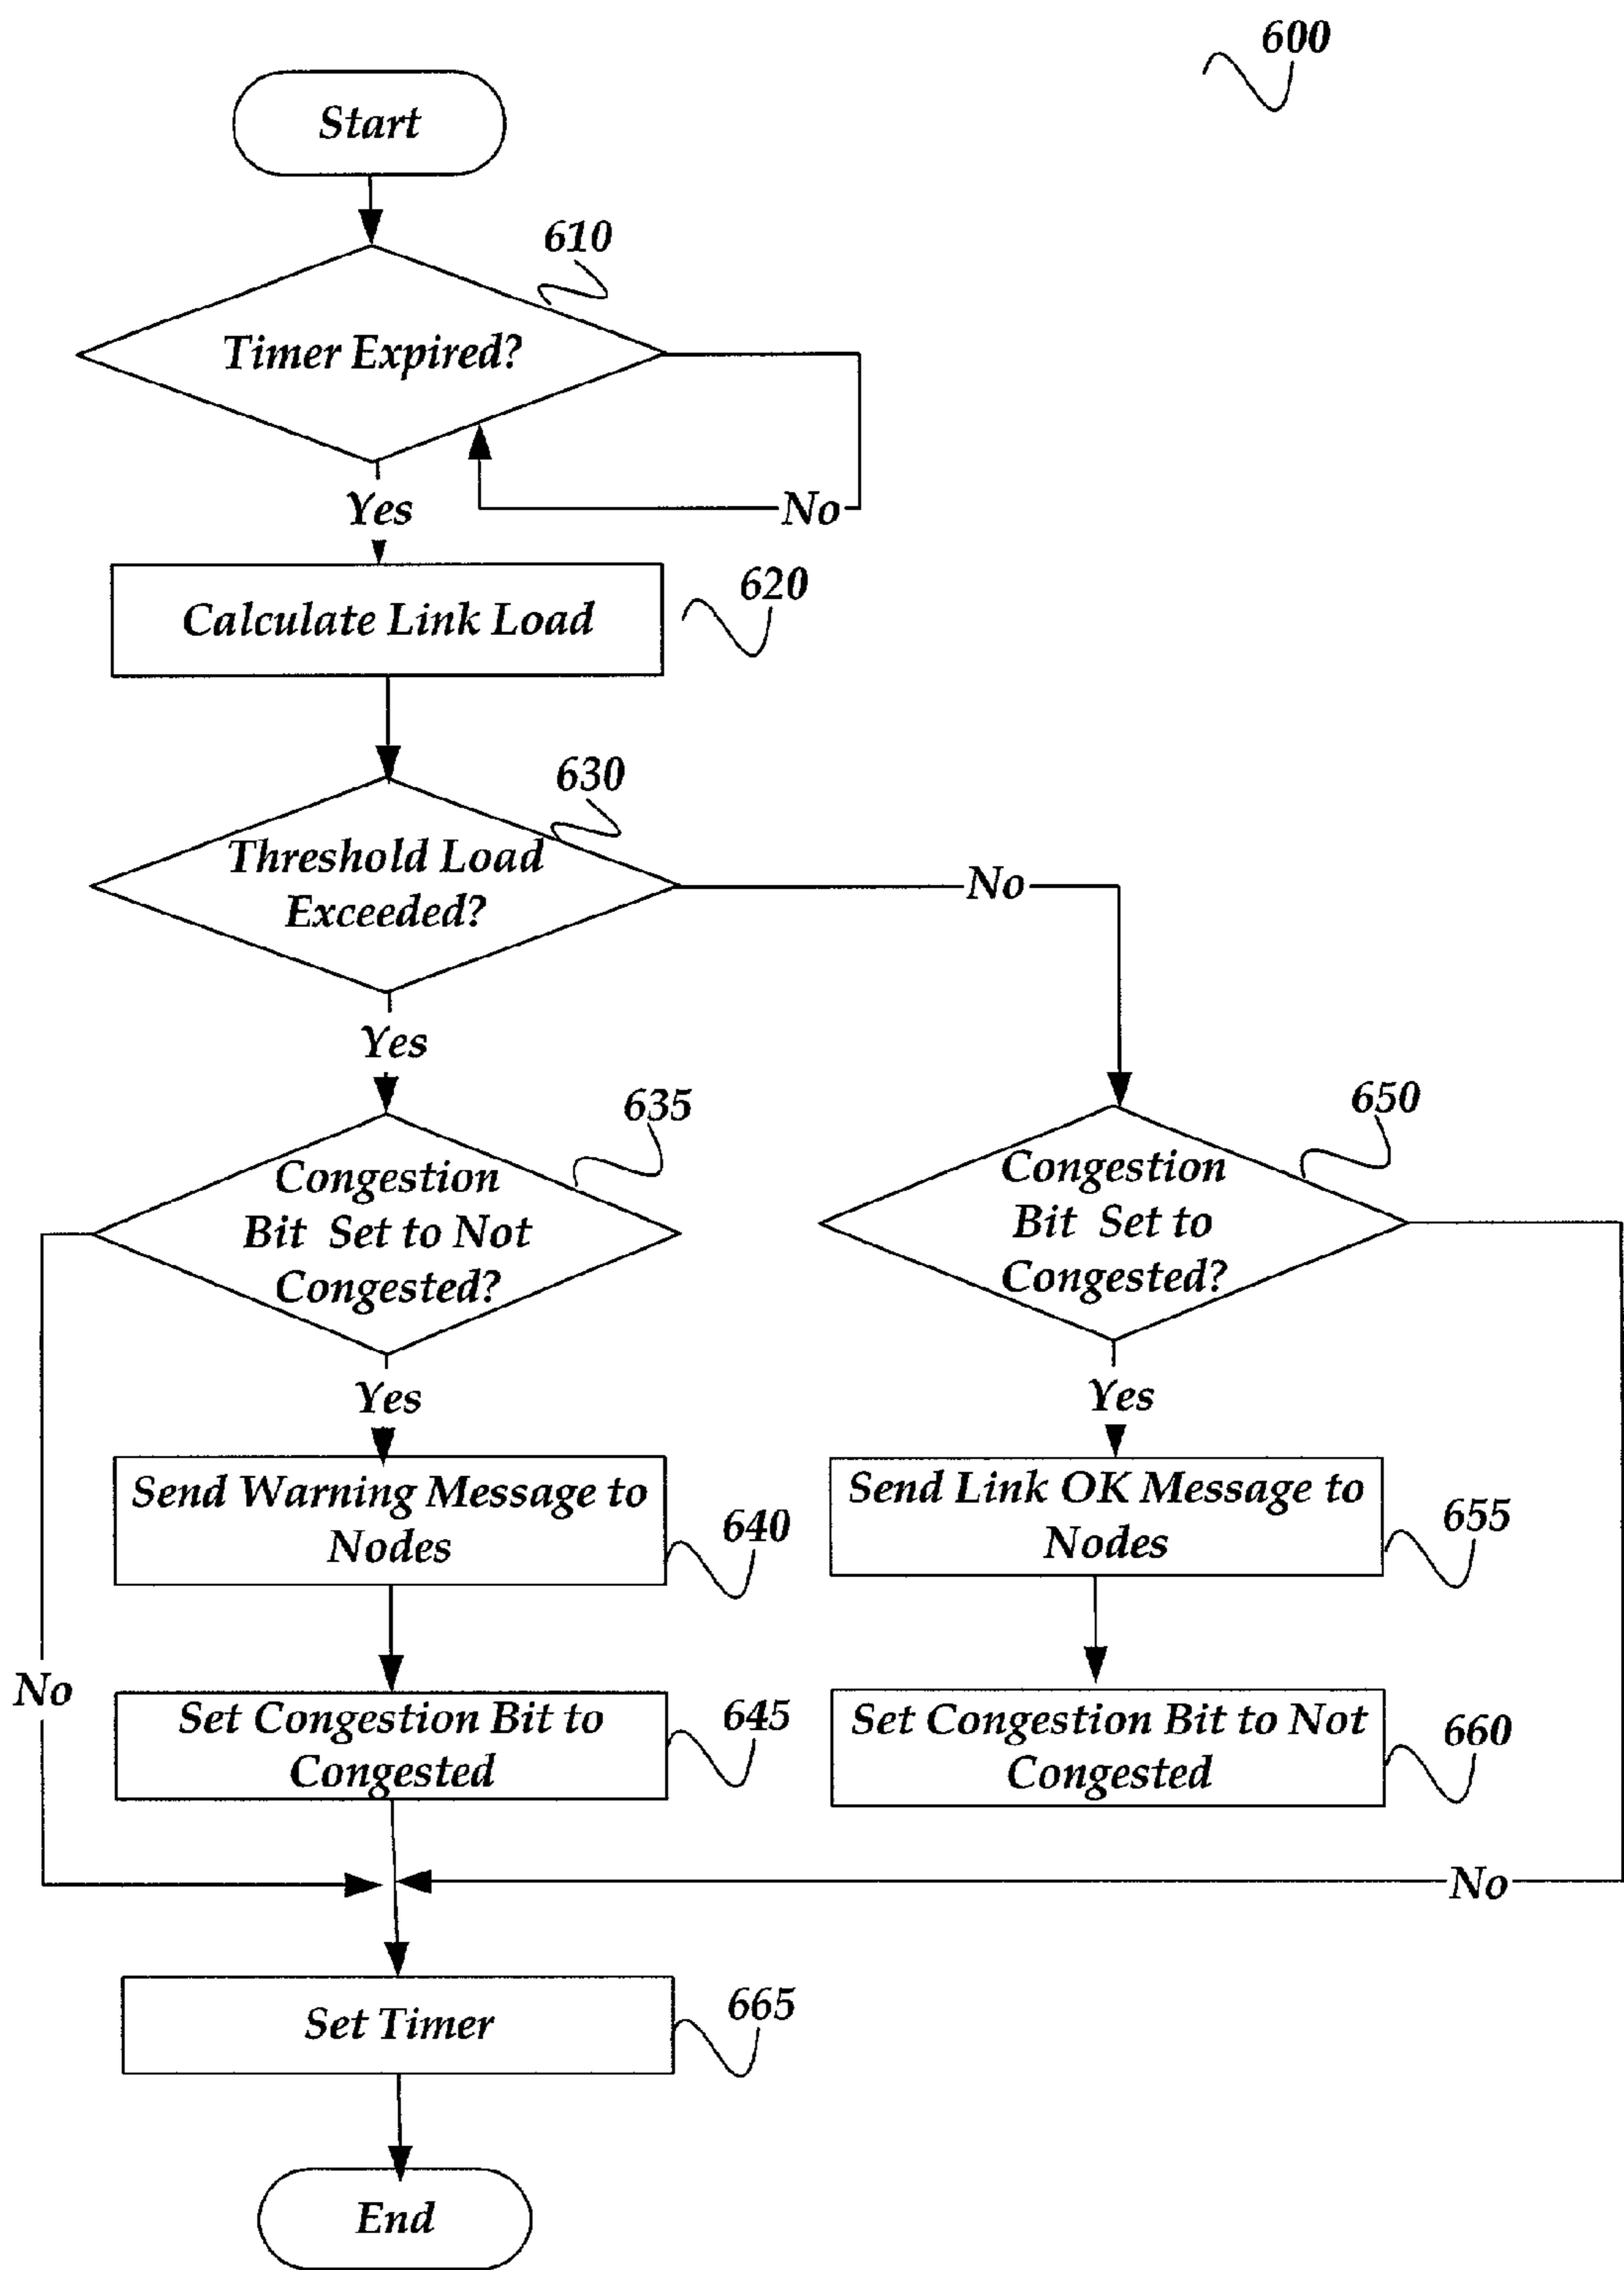 600
Start
610
Timer Expired?
Yes
No
Calculate Link Load
620
630
Threshold Load
Exceeded?
No
Yes
635
Congestion
Bit Set to Not
Congested?
650
Congestion
Bit Set to
Congested?
Yes
Yes
Send Warning Message to
Nodes
640
Send Link OK Message to
Nodes
655
No
Set Congestion Bit to
Congested
645
Set Congestion Bit to Not
Congested
660
No
Set Timer
665
End